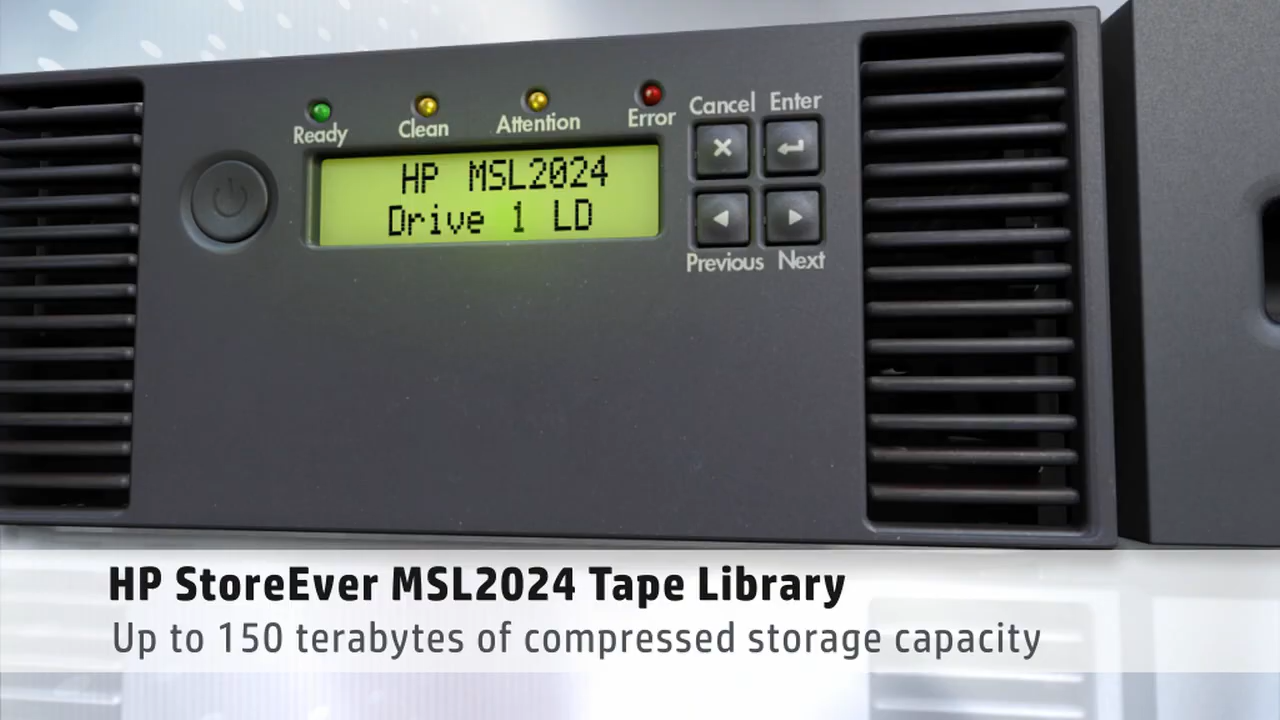 Cancel Enter
Ready Clean Attention Error
HP MSL2024
Drive 1 LD
Previous Next
HP StoreEver MSL2024 Tape Library
Up to 150 terabytes of compressed storage capacity